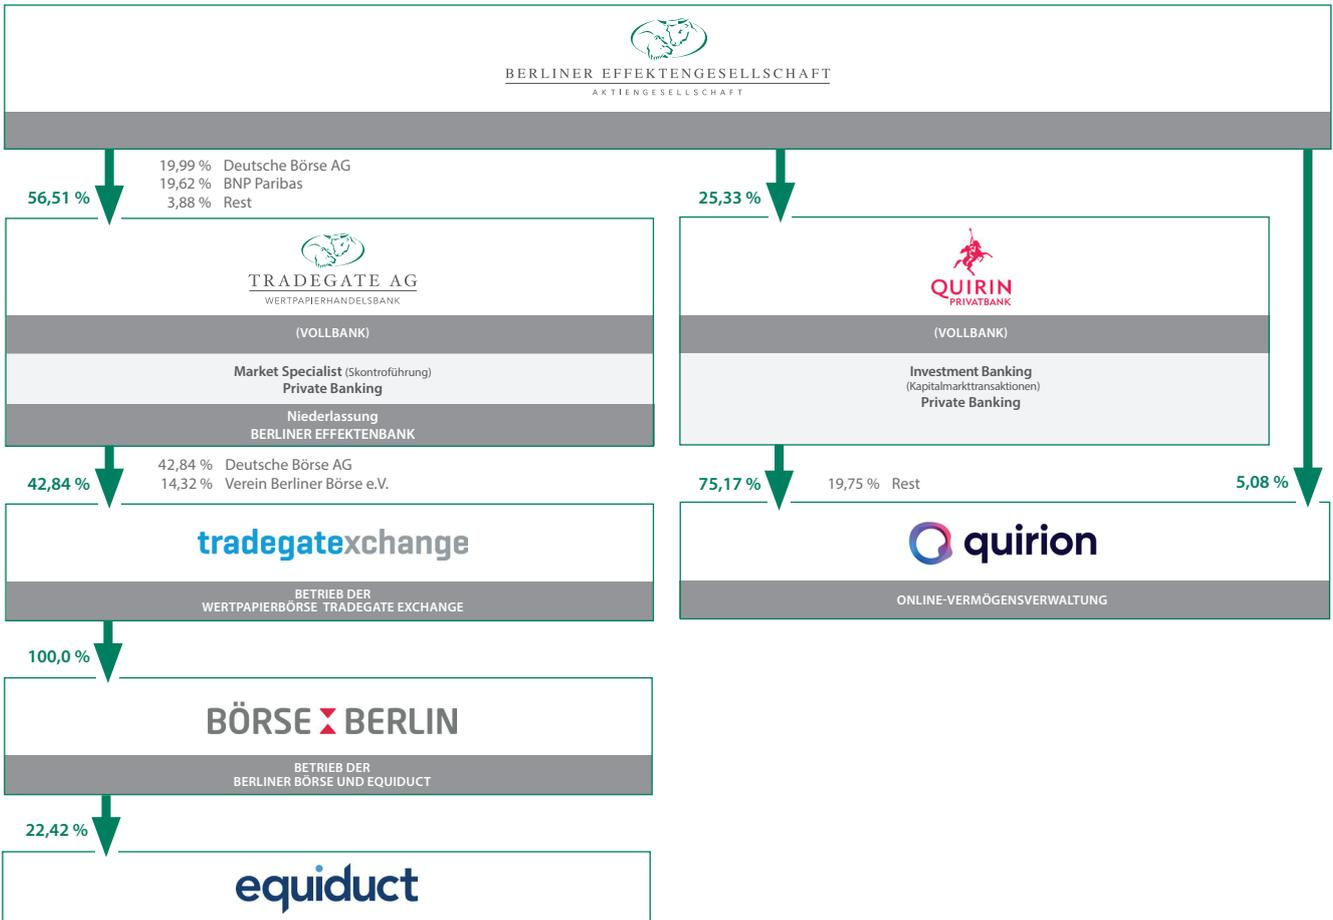 BERLINER EFFEKTENGESELLSCHAFT
AKTIENGESELLSCHAFT
56,51 %
19,99 % Deutsche Börse AG
19,62 % BNP Paribas
3,88 % Rest
25,33 %
TRADEGATE AG
WERTPAPIERHANDELSBANK
(VOLLBANK)
Market Specialist (Skontroführung)
Private Banking
Niederlassung
BERLINER EFFEKTENBANK
QUIRIN
PRIVATBANK
(VOLLBANK)
Investment Banking
(Kapitalmarkttransaktionen)
Private Banking
42,84 %
42,84 % Deutsche Börse AG
14,32 % Verein Berliner Börse e.V.
75,17 %
19,75 % Rest
5,08 %
tradegatexchange
BETRIEB DER
WERTPAPIERBÖRSE TRADEGATE EXCHANGE
quirion
ONLINE-VERMÖGENSVERWALTUNG
100,0 %
BÖRSE BERLIN
BETRIEB DER
BERLINER BÖRSE UND EQUIDUCT
22,42 %
equiduct